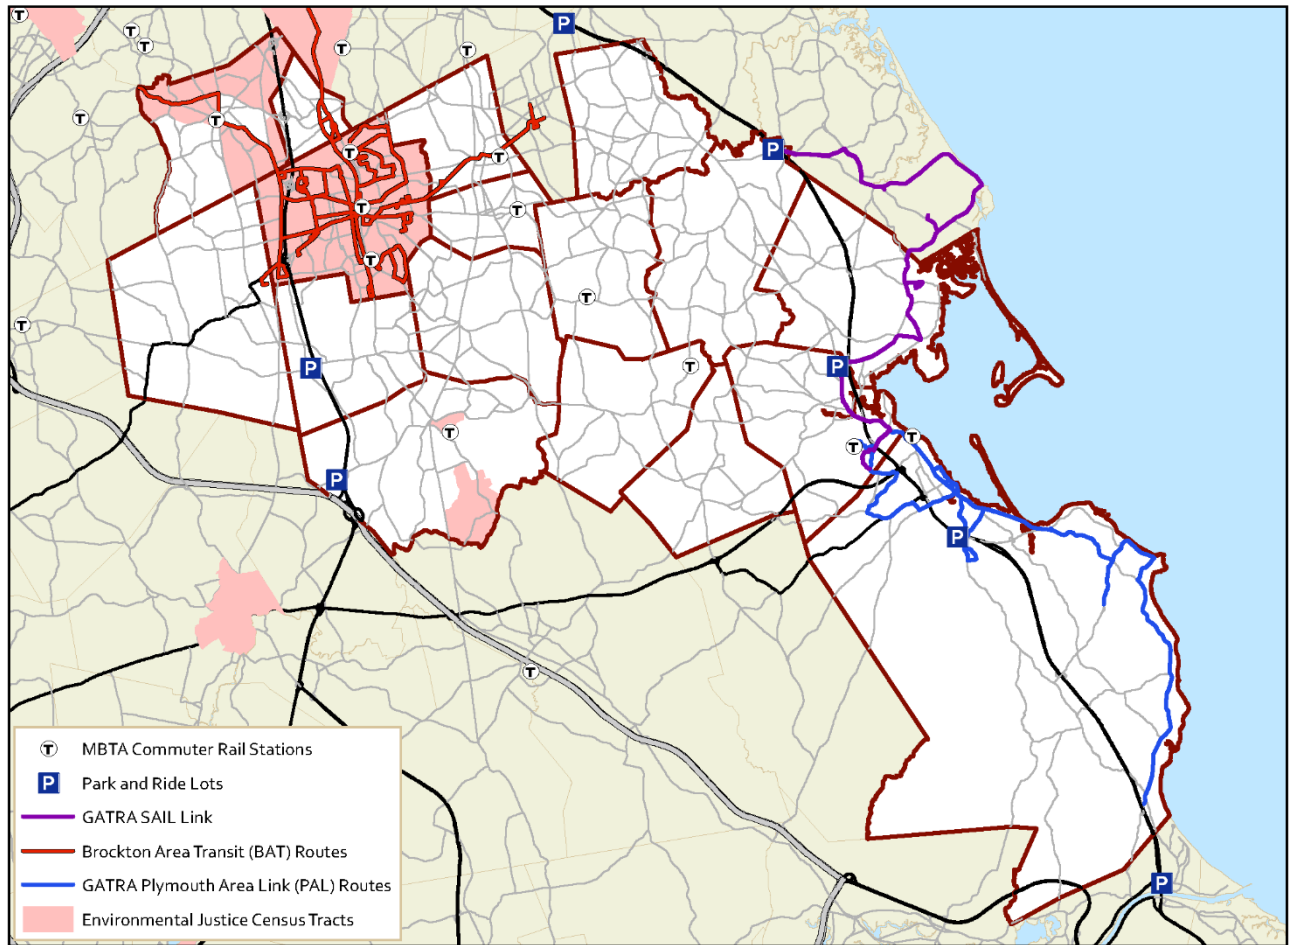 T
P
T
T
T
T
T
T
P
T
T
T
T
T
T
T
P
T
P
T
T
T
P
P
T
T MBTA Commuter Rail Stations
P Park and Ride Lots
GATRA SAIL Link
Brockton Area Transit (BAT) Routes
GATRA Plymouth Area Link (PAL) Routes
Environmental Justice Census Tracts
P